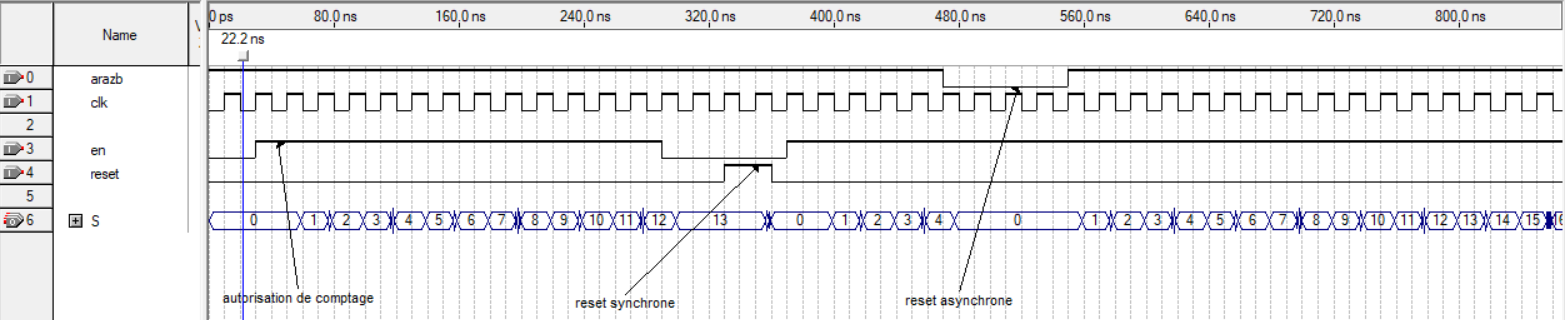 Name
V
0 ps 80.0 ns 160.0 ns 240.0 ns 320.0 ns 400.0 ns 480.0 ns 560.0 ns 640.0 ns 720.0 ns 800.0 ns
22.2 ns
0 arazb
1 clk
2
3 en
4 reset
5
6 S 0 1 2 3 4 5 6 7 8 9 10 11 12 13 0 1 2 3 4 0 1 2 3 4 5 6 7 8 9 10 11 12 13 14 15 16
autorisation de comptage
reset synchrone
reset asynchrone